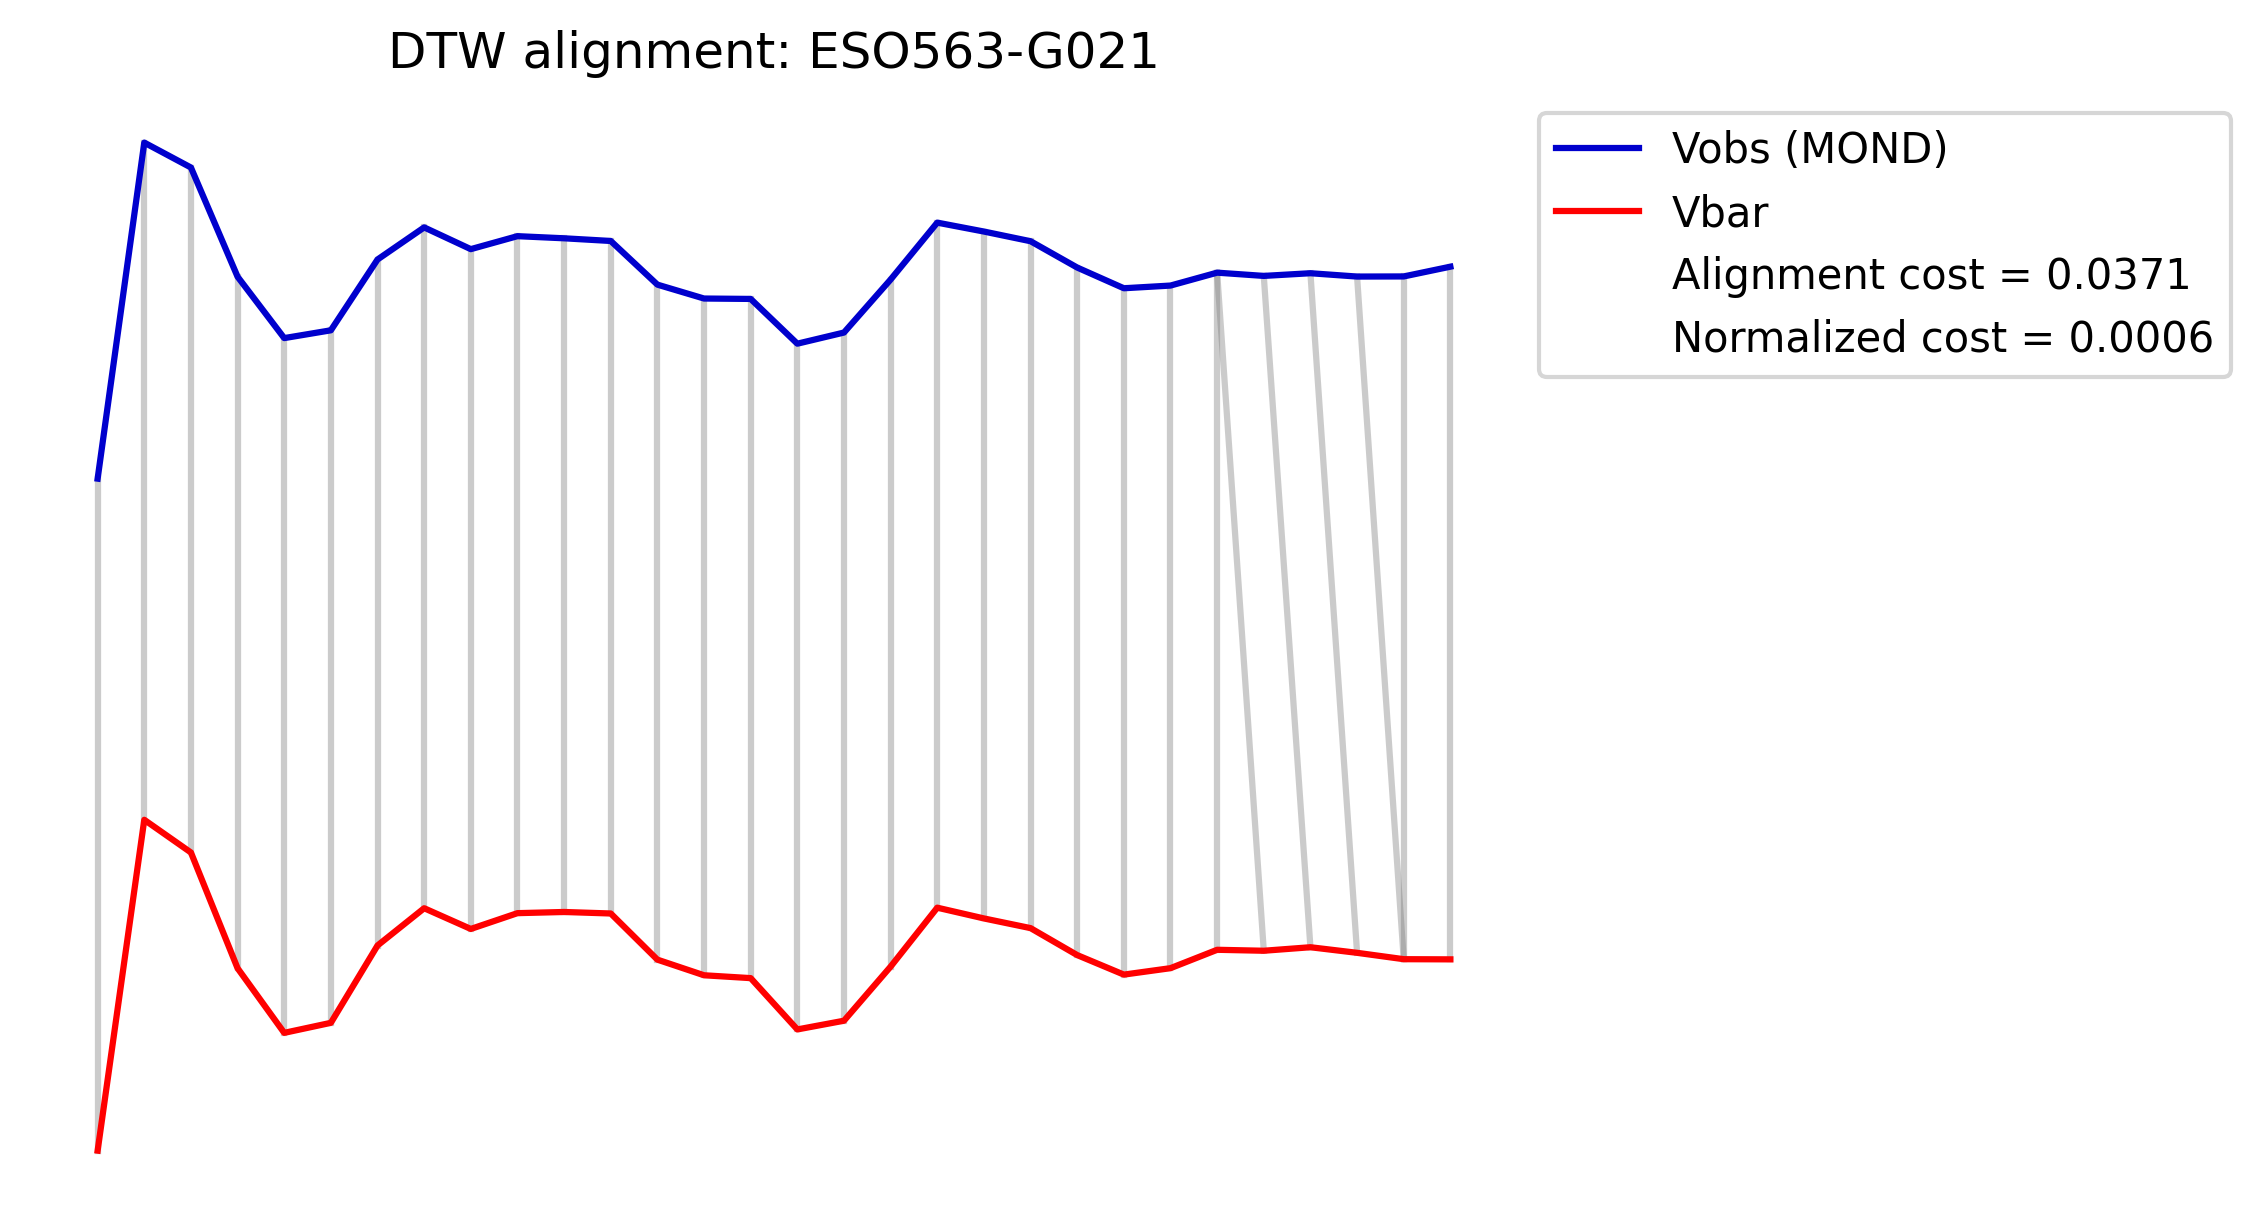 DTW alignment: ESO563-G021
Vobs (MOND)
Vbar
Alignment cost = 0.0371
Normalized cost = 0.0006